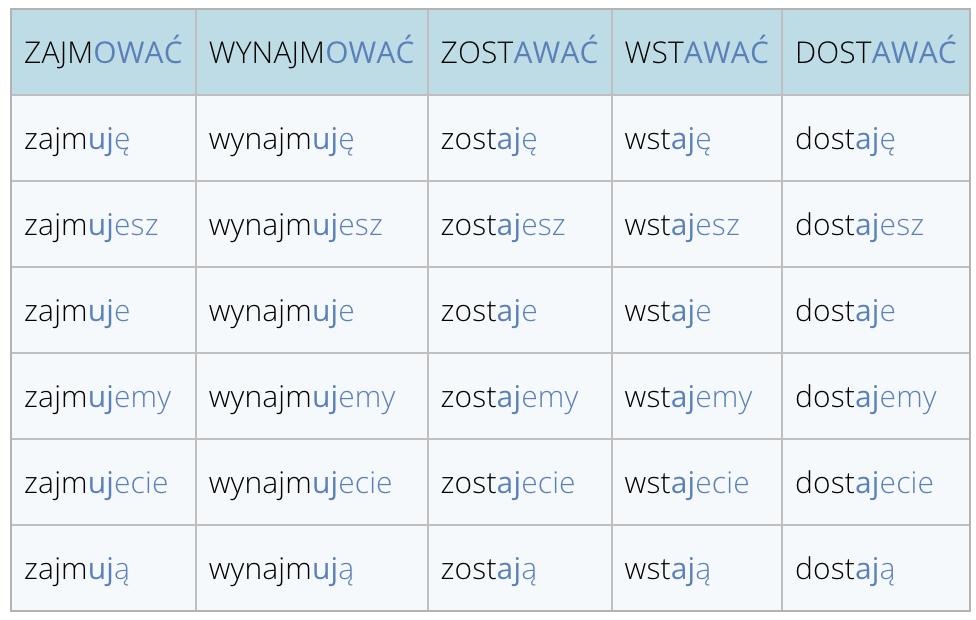 ZAJMOWAĆ WYNAJMOWAĆ ZOSTAWAĆ WSTAWAĆ DOSTAWAĆ
zajmuję wynajmuję zostaję wstaję dostaję
zajmujesz wynajmujesz zostajesz wstajesz dostajesz
zajmuje wynajmuje zostaje wstaje dostaje
zajmujemy wynajmujemy zostajemy wstajemy dostajemy
zajmujecie wynajmujecie zostajecie wstajecie dostajecie
zajmują wynajmują zostają wstają dostają